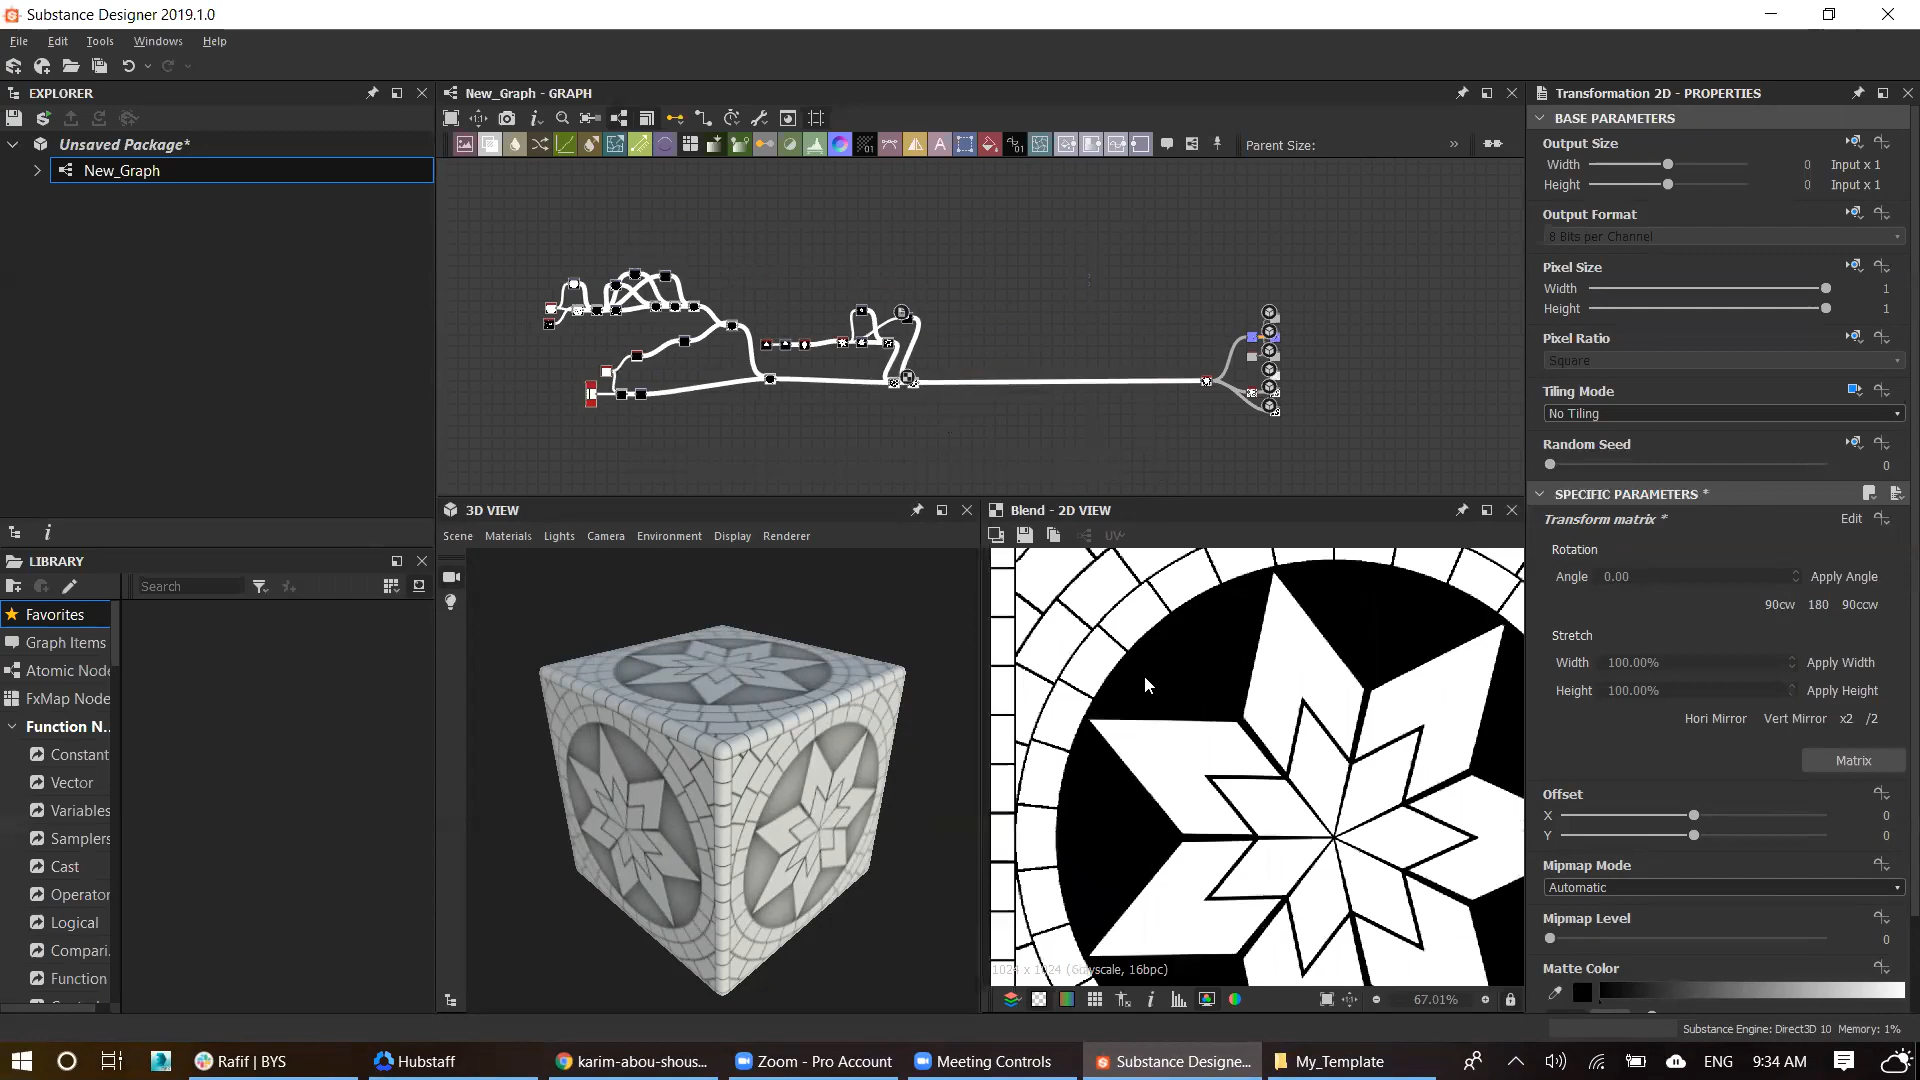 Substance Designer 2019.1.0
File Edit Tools Windows Help
EXPLORER
Unsaved Package*
New_Graph
LIBRARY
Search
Favorites
Graph Items
Atomic Node
FxMap Node
Function N..
Constant
Vector
Variables
Samplers
Cast
Operator
Logical
Compari.
Function
New_Graph - GRAPH
Parent Size:
3D VIEW
Scene Materials Lights Camera Environment Display Renderer
Blend - 2D VIEW
UV
1024 x 1024 (Grayscale, 16bpc)
67.01%
Transformation 2D - PROPERTIES
BASE PARAMETERS
Output Size
Width 0 Input x 1
Height 0 Input x 1
Output Format
8 Bits per Channel
Pixel Size
Width 1
Height 1
Pixel Ratio
Square
Tiling Mode
No Tiling
Random Seed
0
SPECIFIC PARAMETERS *
Transform matrix * Edit
Rotation
Angle 0.00 Apply Angle
90cw 180 90ccw
Stretch
Width 100.00% Apply Width
Height 100.00% Apply Height
Hori Mirror Vert Mirror x2 /2
Matrix
Offset
X 0
Y 0
Mipmap Mode
Automatic
Mipmap Level
0
Matte Color
Substance Engine: Direct3D 10 Memory: 1%
Rafif | BYS
Hubstaff
karim-abou-shous...
Zoom - Pro Account
Meeting Controls
Substance Designe...
My_Template
ENG
9:34 AM